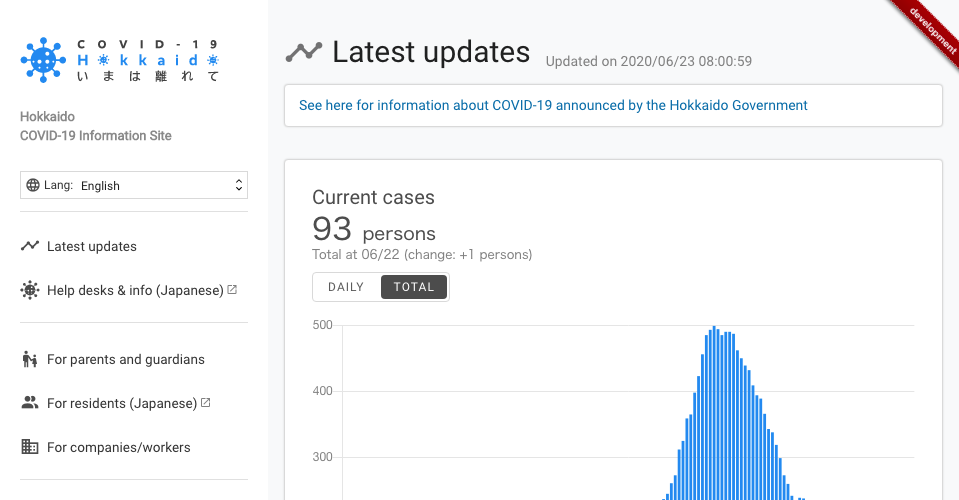 COVID-19
Hokkaido
いまは離れて
Hokkaido
COVID-19 Information Site
Lang: English
Latest updates
Help desks & info (Japanese)
For parents and guardians
For residents (Japanese)
For companies/workers
development
Latest updates
Updated on 2020/06/23 08:00:59
See here for information about COVID-19 announced by the Hokkaido Government
Current cases
93 persons
Total at 06/22 (change: +1 persons)
DAILY TOTAL
500
400
300